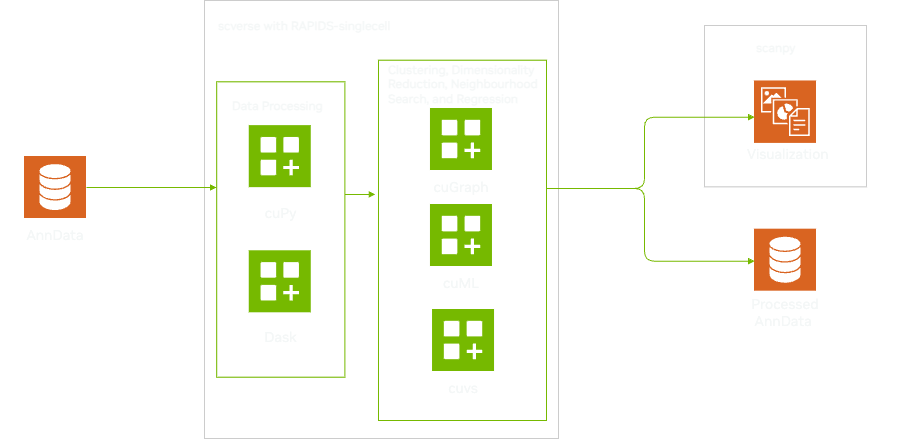 scverse with RAPIDS-singlecell
scanpy
Clustering, Dimensionality
Reduction, Neighbourhood
Search, and Regression
Data Processing
Visualization
cuGraph
cuPy
AnnData
cuML
Processed
AnnData
Dask
cuvs